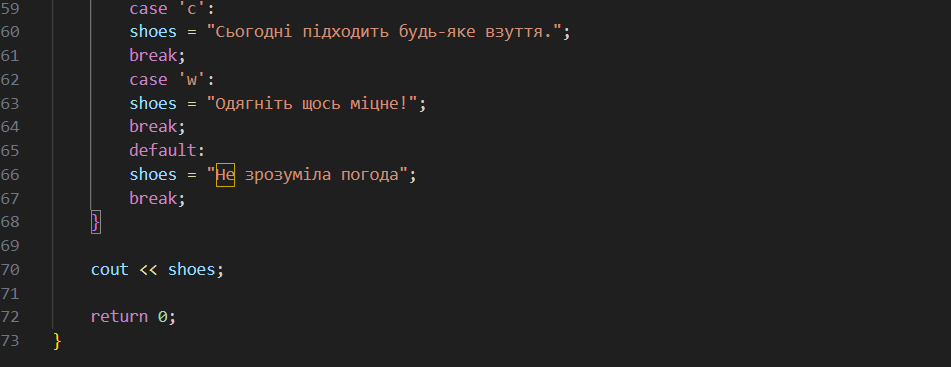 59 case 'c':
60 shoes = "Сьогодні підходить будь-яке взуття.";
61 break;
62 case 'w':
63 shoes = "Одягніть щось міцне!";
64 break;
65 default:
66 shoes = "Не зрозуміла погода";
67 break;
68 }
69
70 cout << shoes;
71
72 return 0;
73 }